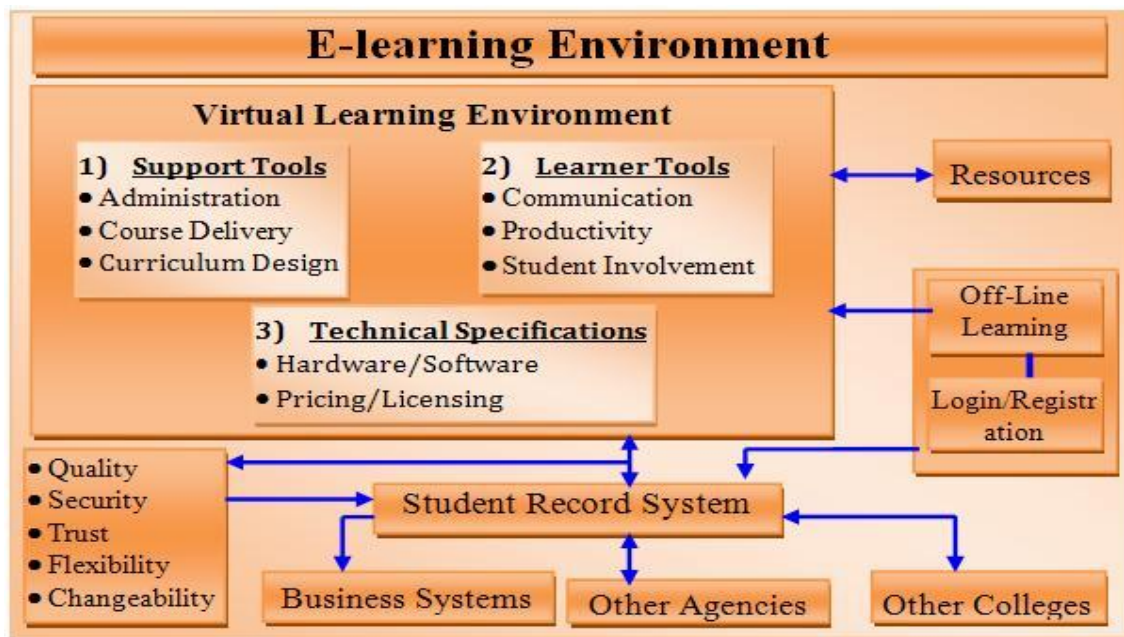 E-learning Environment
Virtual Learning Environment
1) Support Tools
• Administration
• Course Delivery
• Curriculum Design
2) Learner Tools
• Communication
• Productivity
• Student Involvement
3) Technical Specifications
• Hardware/Software
• Pricing/Licensing
Resources
Off-Line
Learning
Login/Registr
ation
• Quality
• Security
• Trust
• Flexibility
• Changeability
Student Record System
Business Systems
Other Agencies
Other Colleges